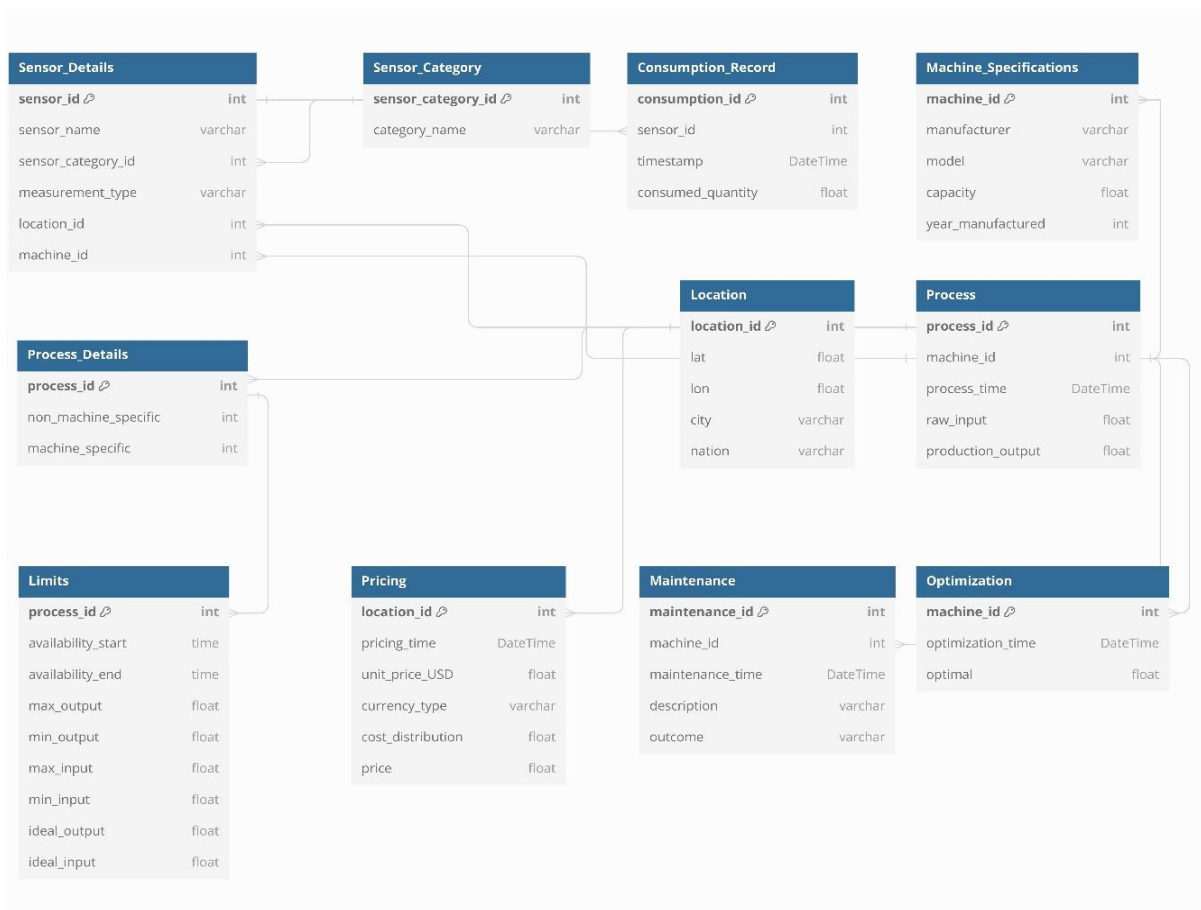 Sensor_Details
sensor_id int
sensor_name varchar
sensor_category_id int
measurement_type varchar
location_id int
machine_id int
Sensor_Category
sensor_category_id int
category_name varchar
Consumption_Record
consumption_id int
sensor_id int
timestamp DateTime
consumed_quantity float
Machine_Specifications
machine_id int
manufacturer varchar
model varchar
capacity float
year_manufactured int
Process_Details
process_id int
non_machine_specific int
machine_specific int
Location
location_id int
lat float
lon float
city varchar
nation varchar
Process
process_id int
machine_id int
process_time DateTime
raw_input float
production_output float
Limits
process_id int
availability_start time
availability_end time
max_output float
min_output float
max_input float
min_input float
ideal_output float
ideal_input float
Pricing
location_id int
pricing_time DateTime
unit_price_USD float
currency_type varchar
cost_distribution float
price float
Maintenance
maintenance_id int
machine_id int
maintenance_time DateTime
description varchar
outcome varchar
Optimization
machine_id int
optimization_time DateTime
optimal float